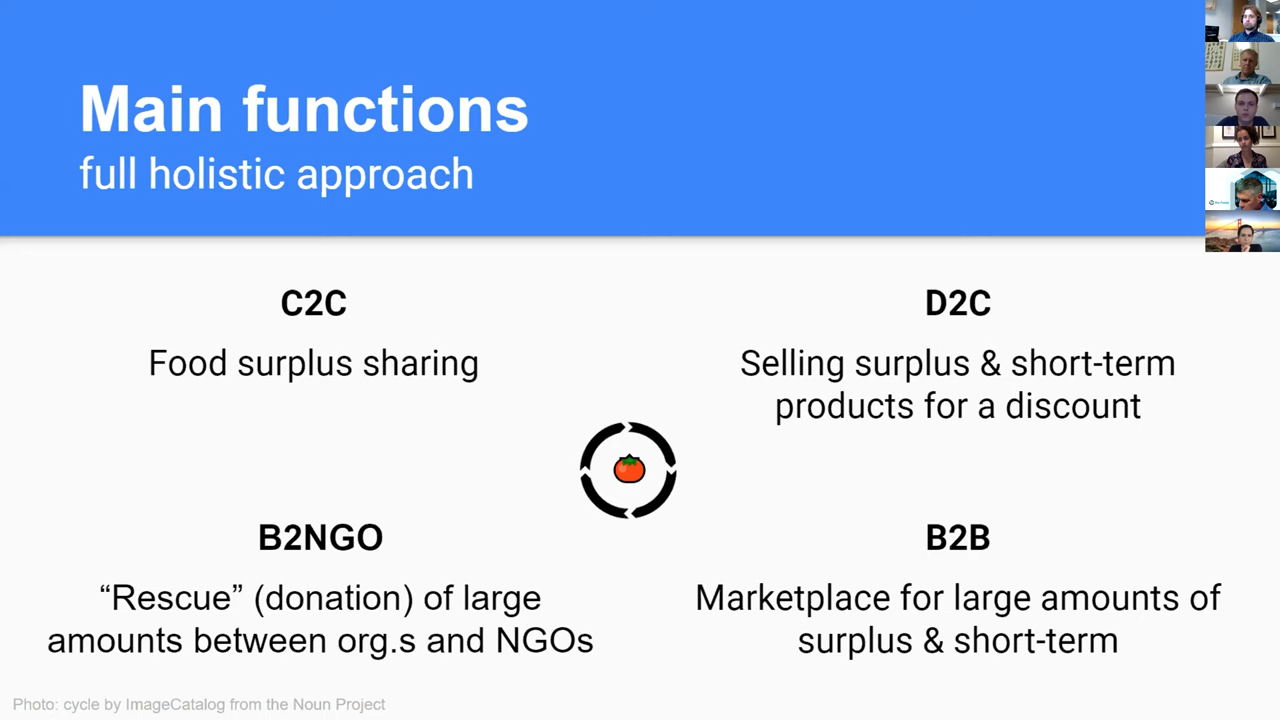 Main functions
full holistic approach
C2C
Food surplus sharing
D2C
Selling surplus & short-term
products for a discount
B2NGO
“Rescue” (donation) of large
amounts between org.s and NGOs
B2B
Marketplace for large amounts of
surplus & short-term
Photo: cycle by ImageCatalog from the Noun Project